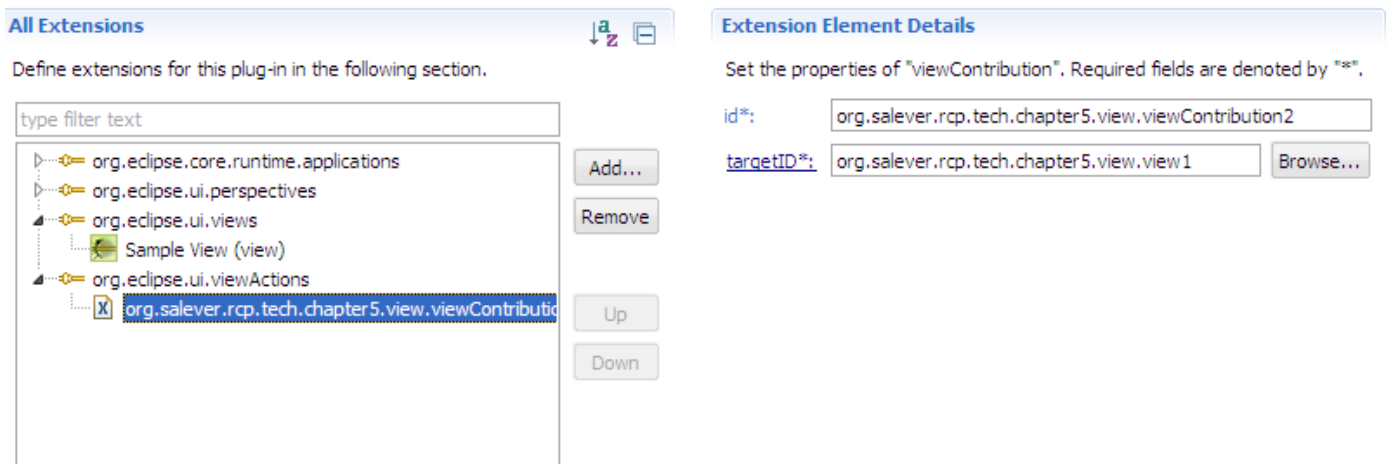 All Extensions
Define extensions for this plug-in in the following section.
type filter text
org.eclipse.core.runtime.applications
org.eclipse.ui.perspectives
org.eclipse.ui.views
Sample View (view)
org.eclipse.ui.viewActions
org.salever.rcp.tech.chapter5.view.viewContributio
Add...
Remove
Up
Down
Extension Element Details
Set the properties of "viewContribution". Required fields are denoted by "*".
id*: org.salever.rcp.tech.chapter5.view.viewContribution2
targetID*: org.salever.rcp.tech.chapter5.view.view1 Browse...